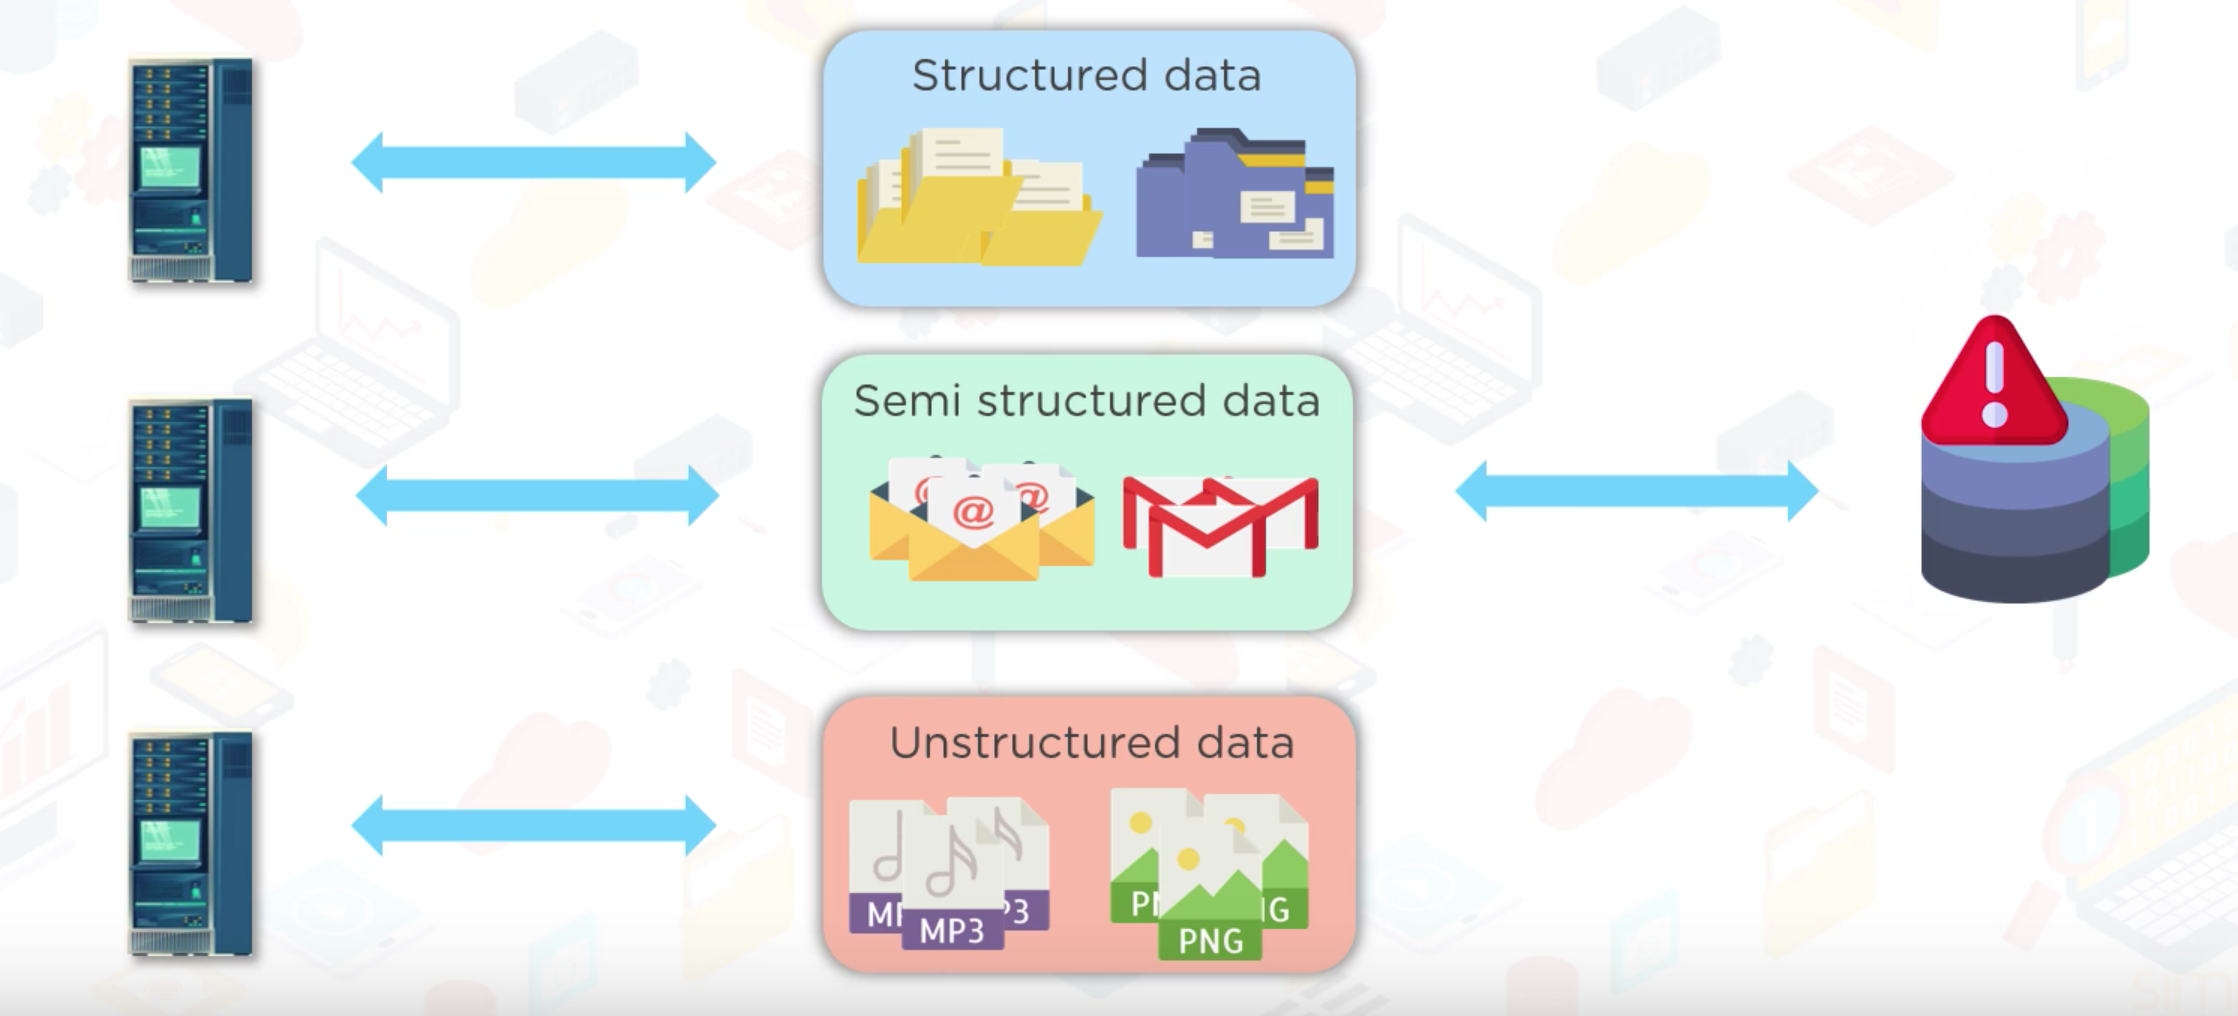 Structured data
Semi structured data
@
@
@
Unstructured data
MP3
PNG